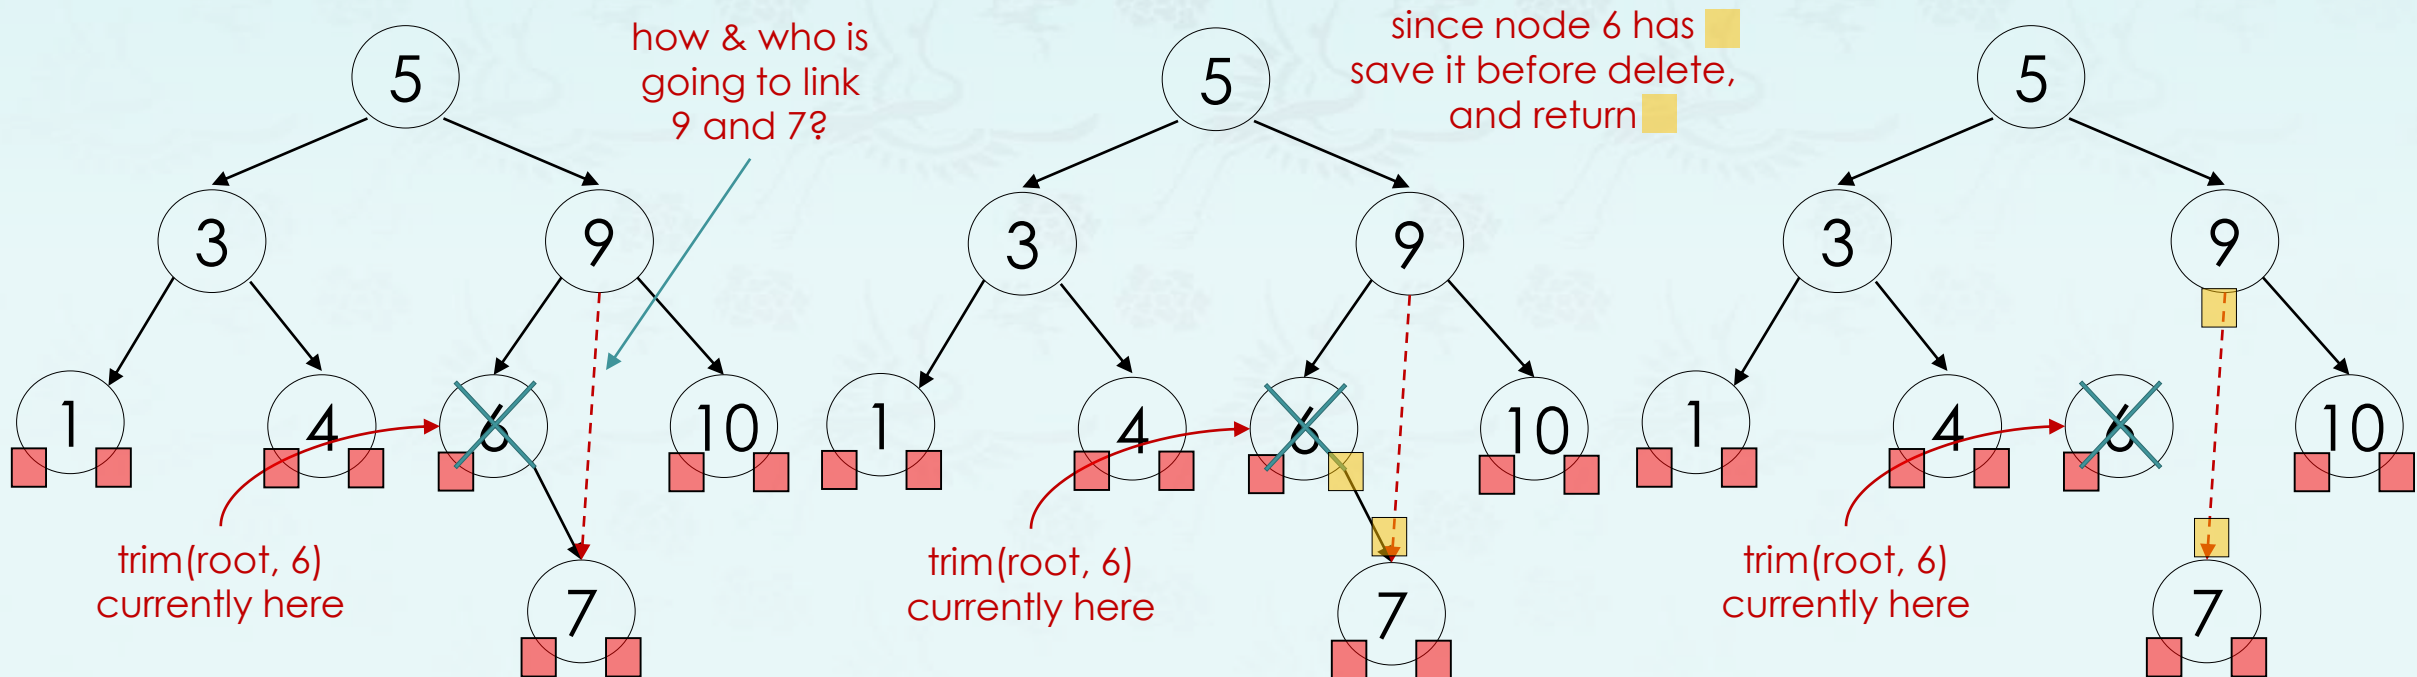 5
3
9
1
4
6
10
7
how & who is
going to link
9 and 7?
trim(root, 6)
currently here
5
3
9
1
4
6
10
7
since node 6 has
save it before delete,
and return
trim(root, 6)
currently here
5
3
9
1
4
6
10
7
trim(root, 6)
currently here